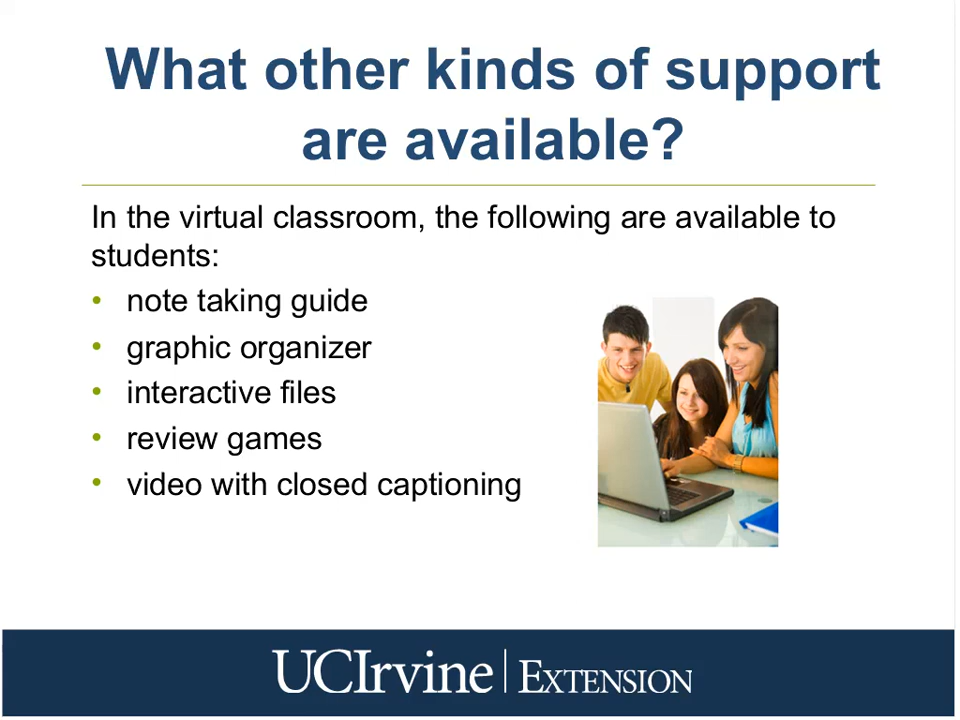 What other kinds of support
are available?
In the virtual classroom, the following are available to
students:
• note taking guide
• graphic organizer
• interactive files
• review games
• video with closed captioning
UCIrvine | EXTENSION